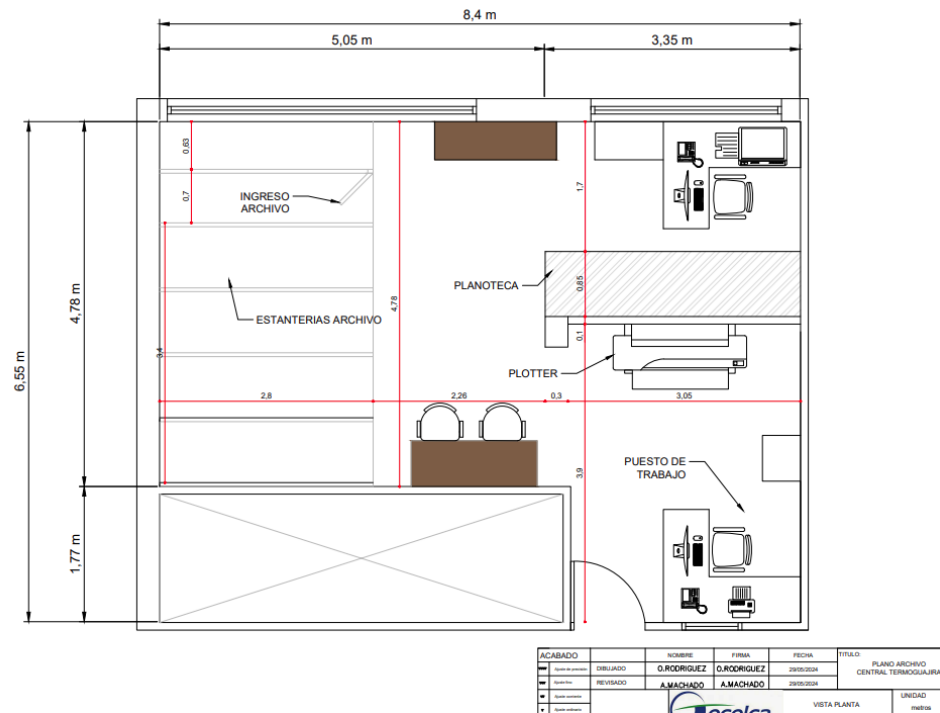 8,4 m
5,05 m
3,35 m
6,55 m
4,78 m
1,77 m
0,63
0,7
INGRESO
ARCHIVO
ESTANTERIAS ARCHIVO
3,4
4,78
1,7
PLANOTECA
0,85
0,1
PLOTTER
2,8
2,26
0,3
3,05
3,9
PUESTO DE
TRABAJO
ACABADO
NOMBRE
FIRMA
FECHA
TITULO
DIBUJADO
O.RODRIGUEZ
O.RODRIGUEZ
29/05/2024
REVISADO
A.MACHADO
A.MACHADO
29/05/2024
PLANO ARCHIVO
CENTRAL TERMOGUAJIRA
VISTA PLANTA
UNIDAD
metros